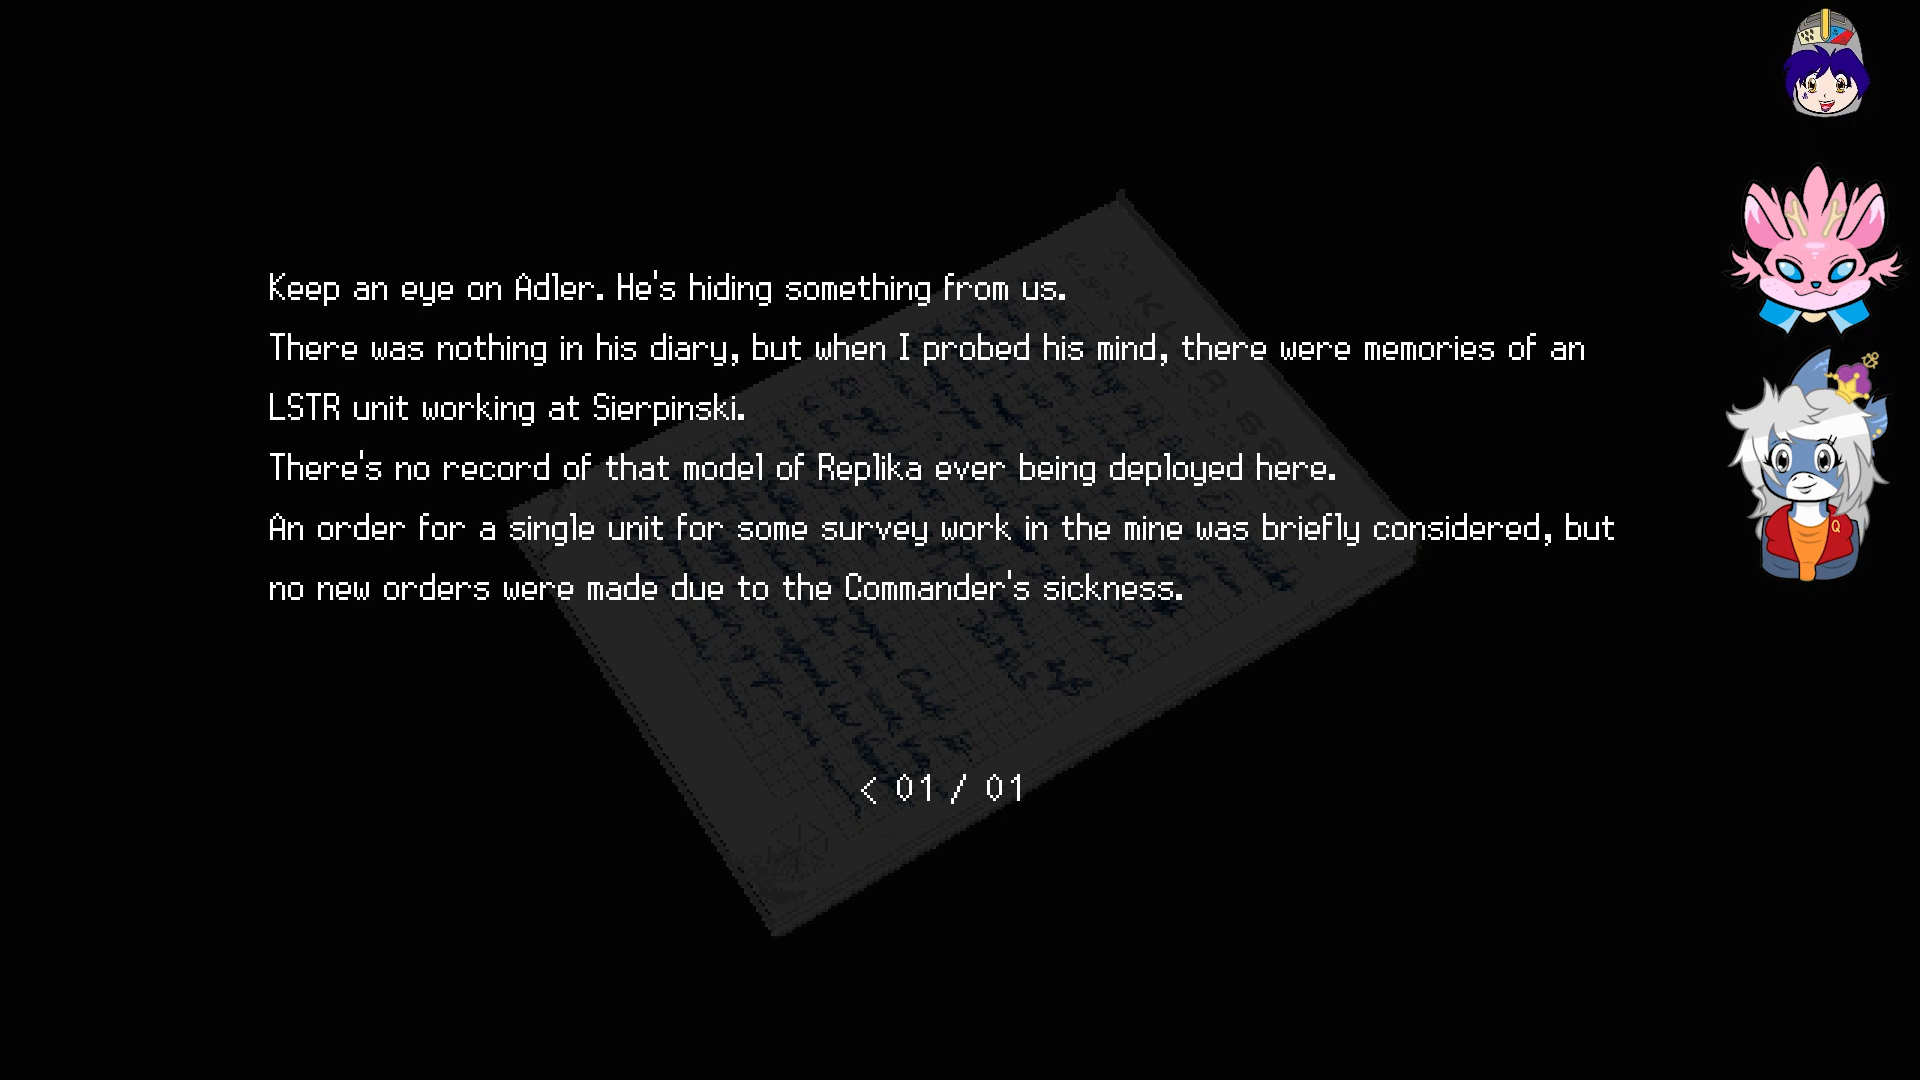 Keep an eye on Adler. He's hiding something from us.
There was nothing in his diary, but when I probed his mind, there were memories of an
LSTR unit working at Sierpinski.
There's no record of that model of Replika ever being deployed here.
An order for a single unit for some survey work in the mine was briefly considered, but
no new orders were made due to the Commander's sickness.
< 01 / 01
Q